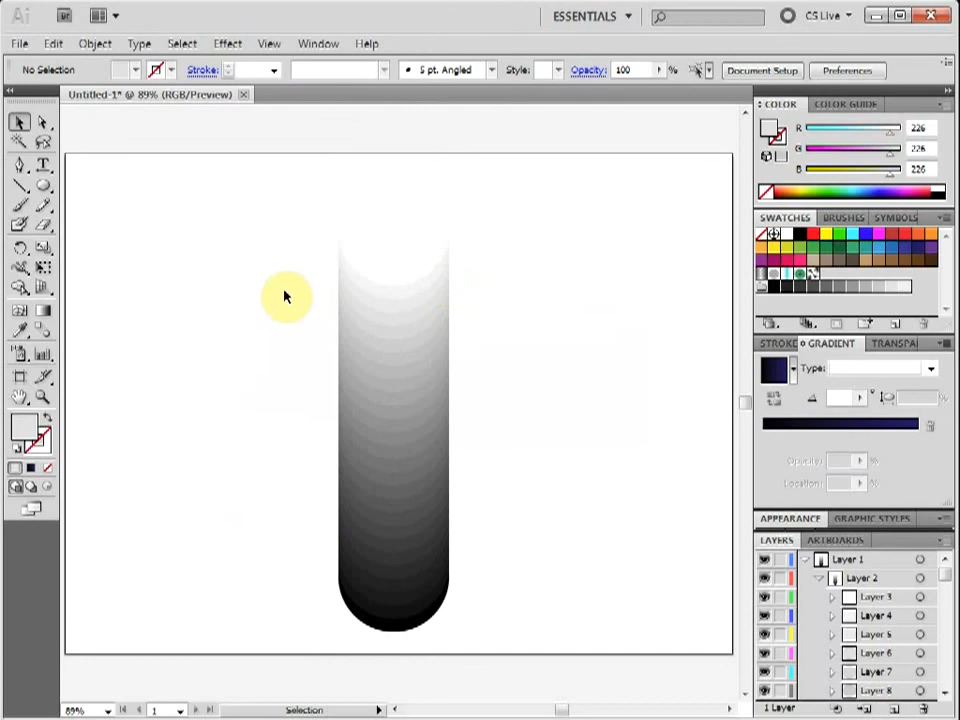 Ai Br ESSENTIALS CS Live
File Edit Object Type Select Effect View Window Help
No Selection Stroke: 5 pt. Angled Style: Opacity: 100 % Document Setup Preferences
Untitled-1* @ 89% (RGB/Preview)
COLOR COLOR GUIDE
R 226
G 226
B 226
SWATCHES BRUSHES SYMBOLS
STROKE GRADIENT TRANSPA
Type:
°
%
Opacity: %
Location: %
APPEARANCE GRAPHIC STYLES
LAYERS ARTBOARDS
Layer 1
Layer 2
Layer 3
Layer 4
Layer 5
Layer 6
Layer 7
Layer 8
89% 1 Selection 1 Layer